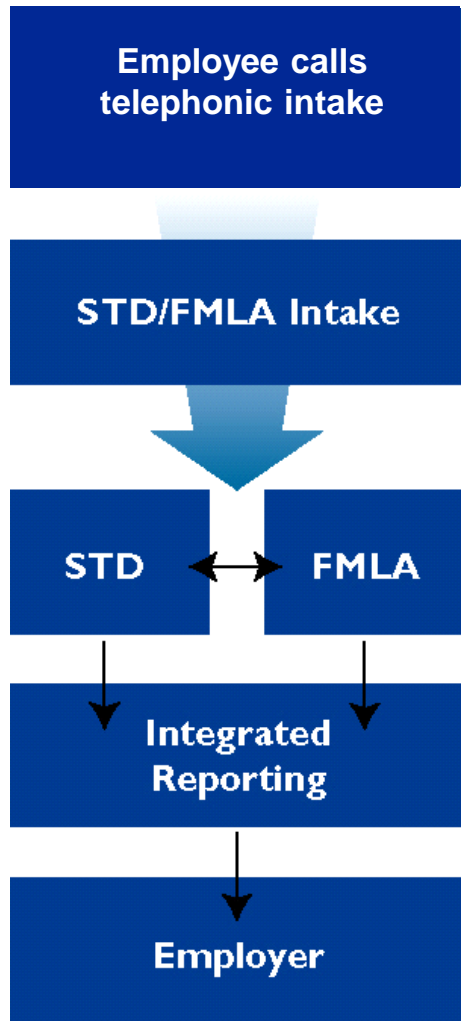 Employee calls
telephonic intake
STD/FMLA Intake
STD
FMLA
Integrated
Reporting
Employer